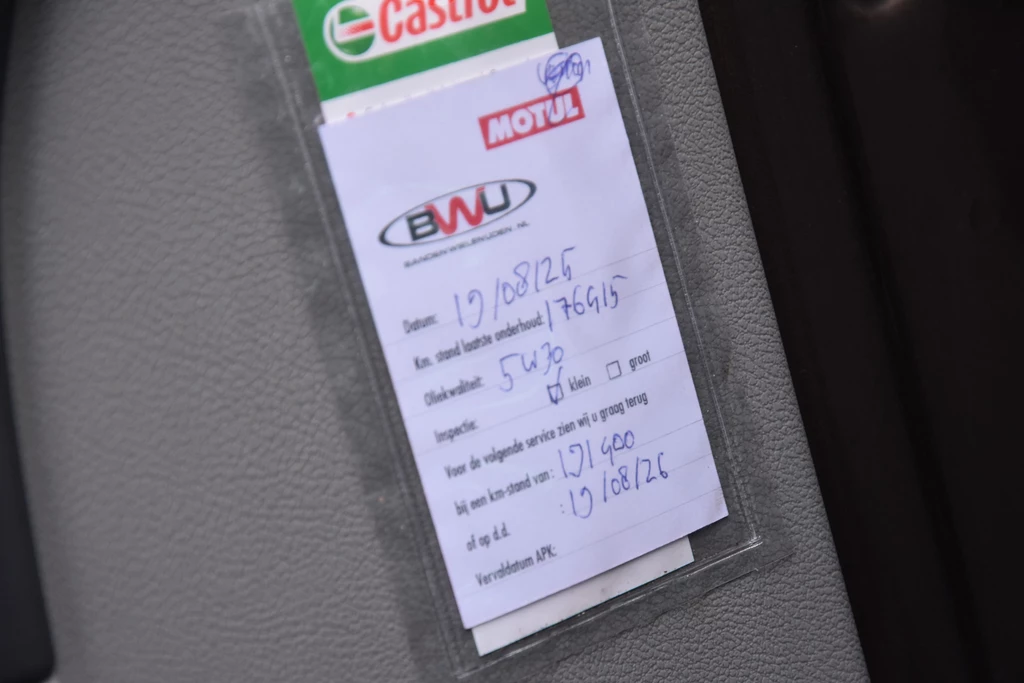 Castrol
MOTUL
BWU
BANDENWIELENUDEN.NL
Datum: 19/08/25
Km. stand laatste onderhoud: 176915
Oliekwaliteit: 5W30
Inspectie: klein groot
Voor de volgende service zien wij u graag terug
bij een km-stand van: 191900
of op d.d. : 19/08/26
Vervaldatum APK: